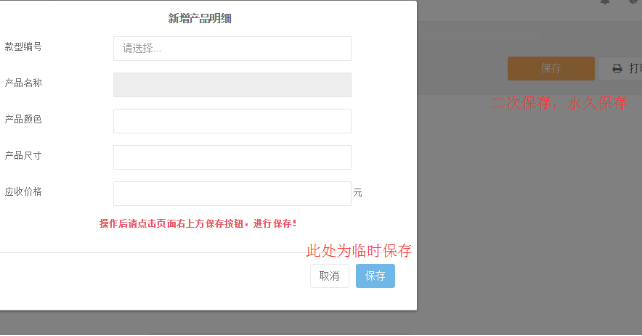 新增产品明细
款型编号
请选择...
产品名称
产品颜色
产品尺寸
应收价格
元
操作后请点击页面右上方保存按钮，进行保存!
此处为临时保存
取消
保存
保存
打
二次保存，永久保存